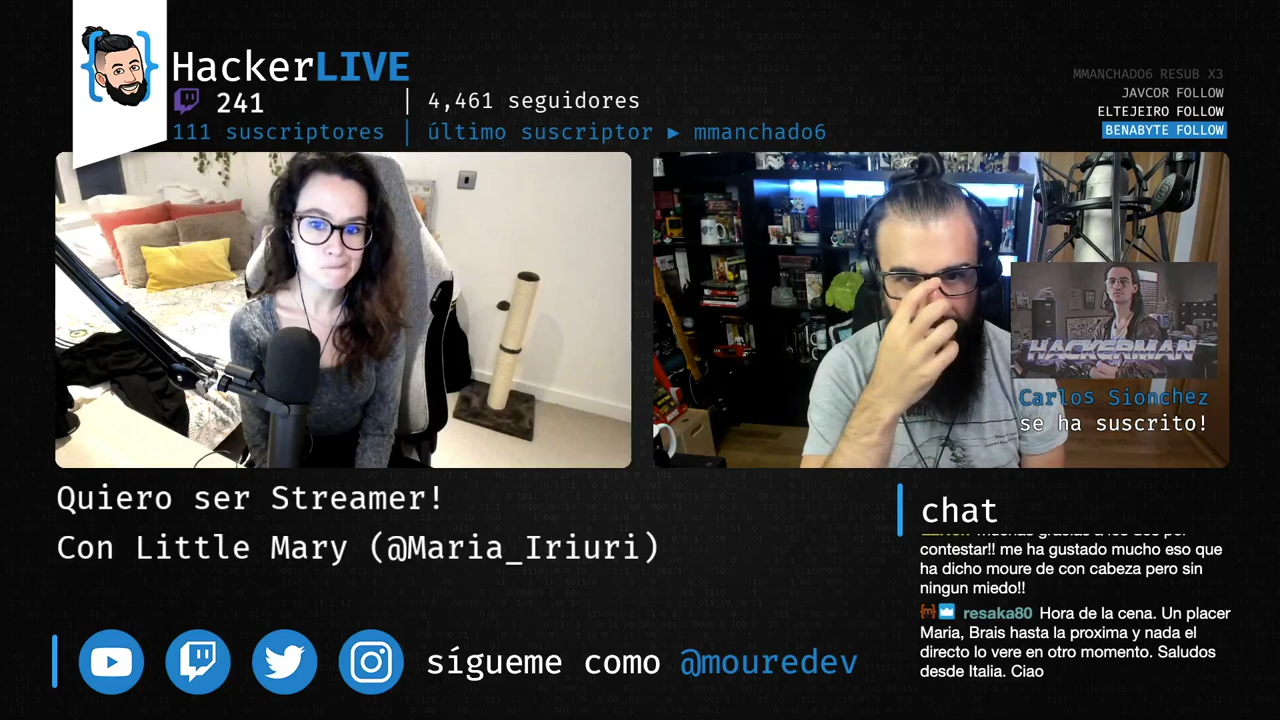 HackerLIVE
241 | 4,461 seguidores
111 suscriptores | último suscriptor ▶ mmanchado6
MMANCHADO6 RESUB X3
JAVCOR FOLLOW
ELTEJEIRO FOLLOW
BENABYTE FOLLOW
HACKERMAN
Carlos Sionchez
se ha suscrito!
Quiero ser Streamer!
Con Little Mary (@Maria_Iriuri)
chat
contestar!! me ha gustado mucho eso que
ha dicho moure de con cabeza pero sin
ningun miedo!!
{m} resaka80 Hora de la cena. Un placer
Maria, Brais hasta la proxima y nada el
directo lo vere en otro momento. Saludos
desde Italia. Ciao
sígueme como @mouredev